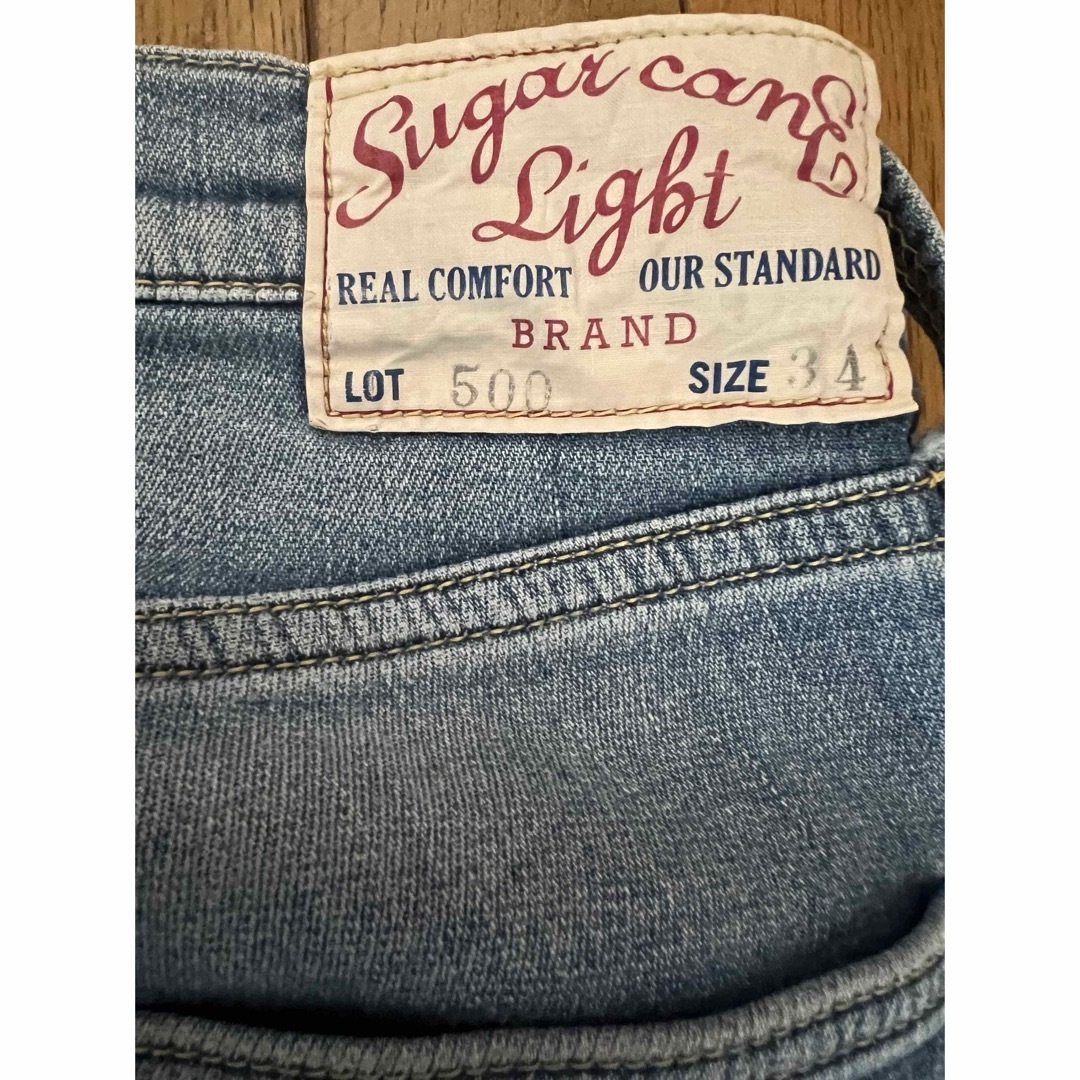 Sugar canE
Light
REAL COMFORT OUR STANDARD
BRAND
LOT 500 SIZE 34